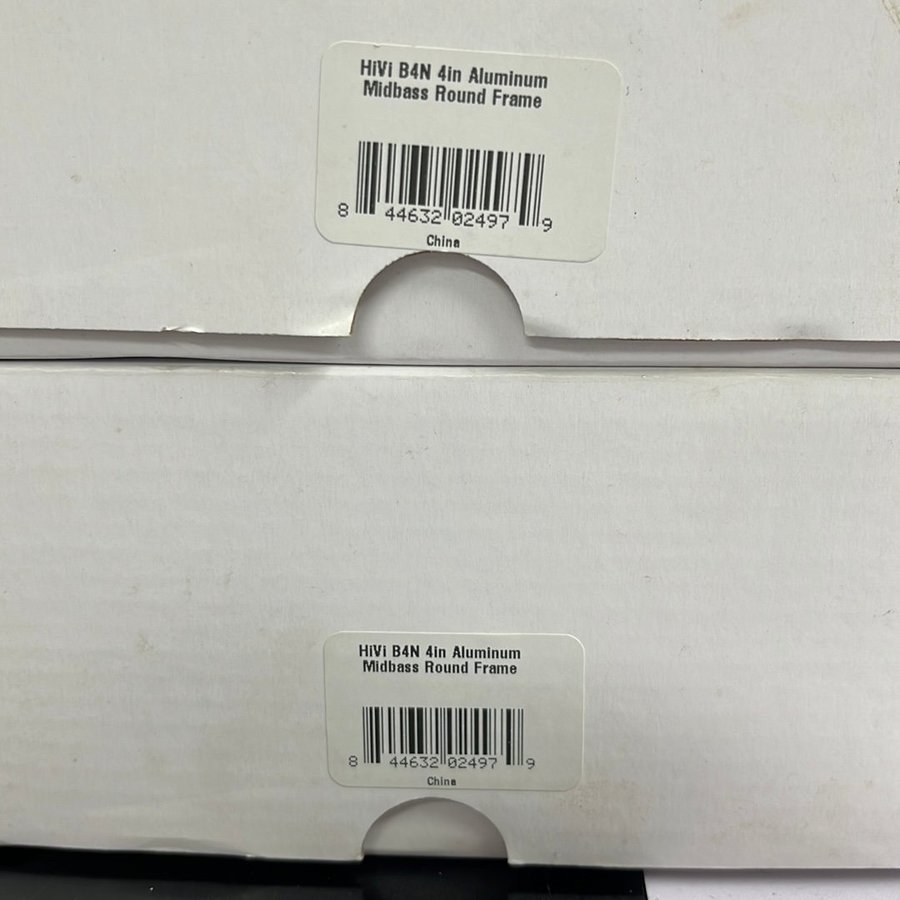 HiVi B4N 4in Aluminum
Midbass Round Frame
8 44632 02497 9
China
HiVi B4N 4in Aluminum
Midbass Round Frame
8 44632 02497 9
China